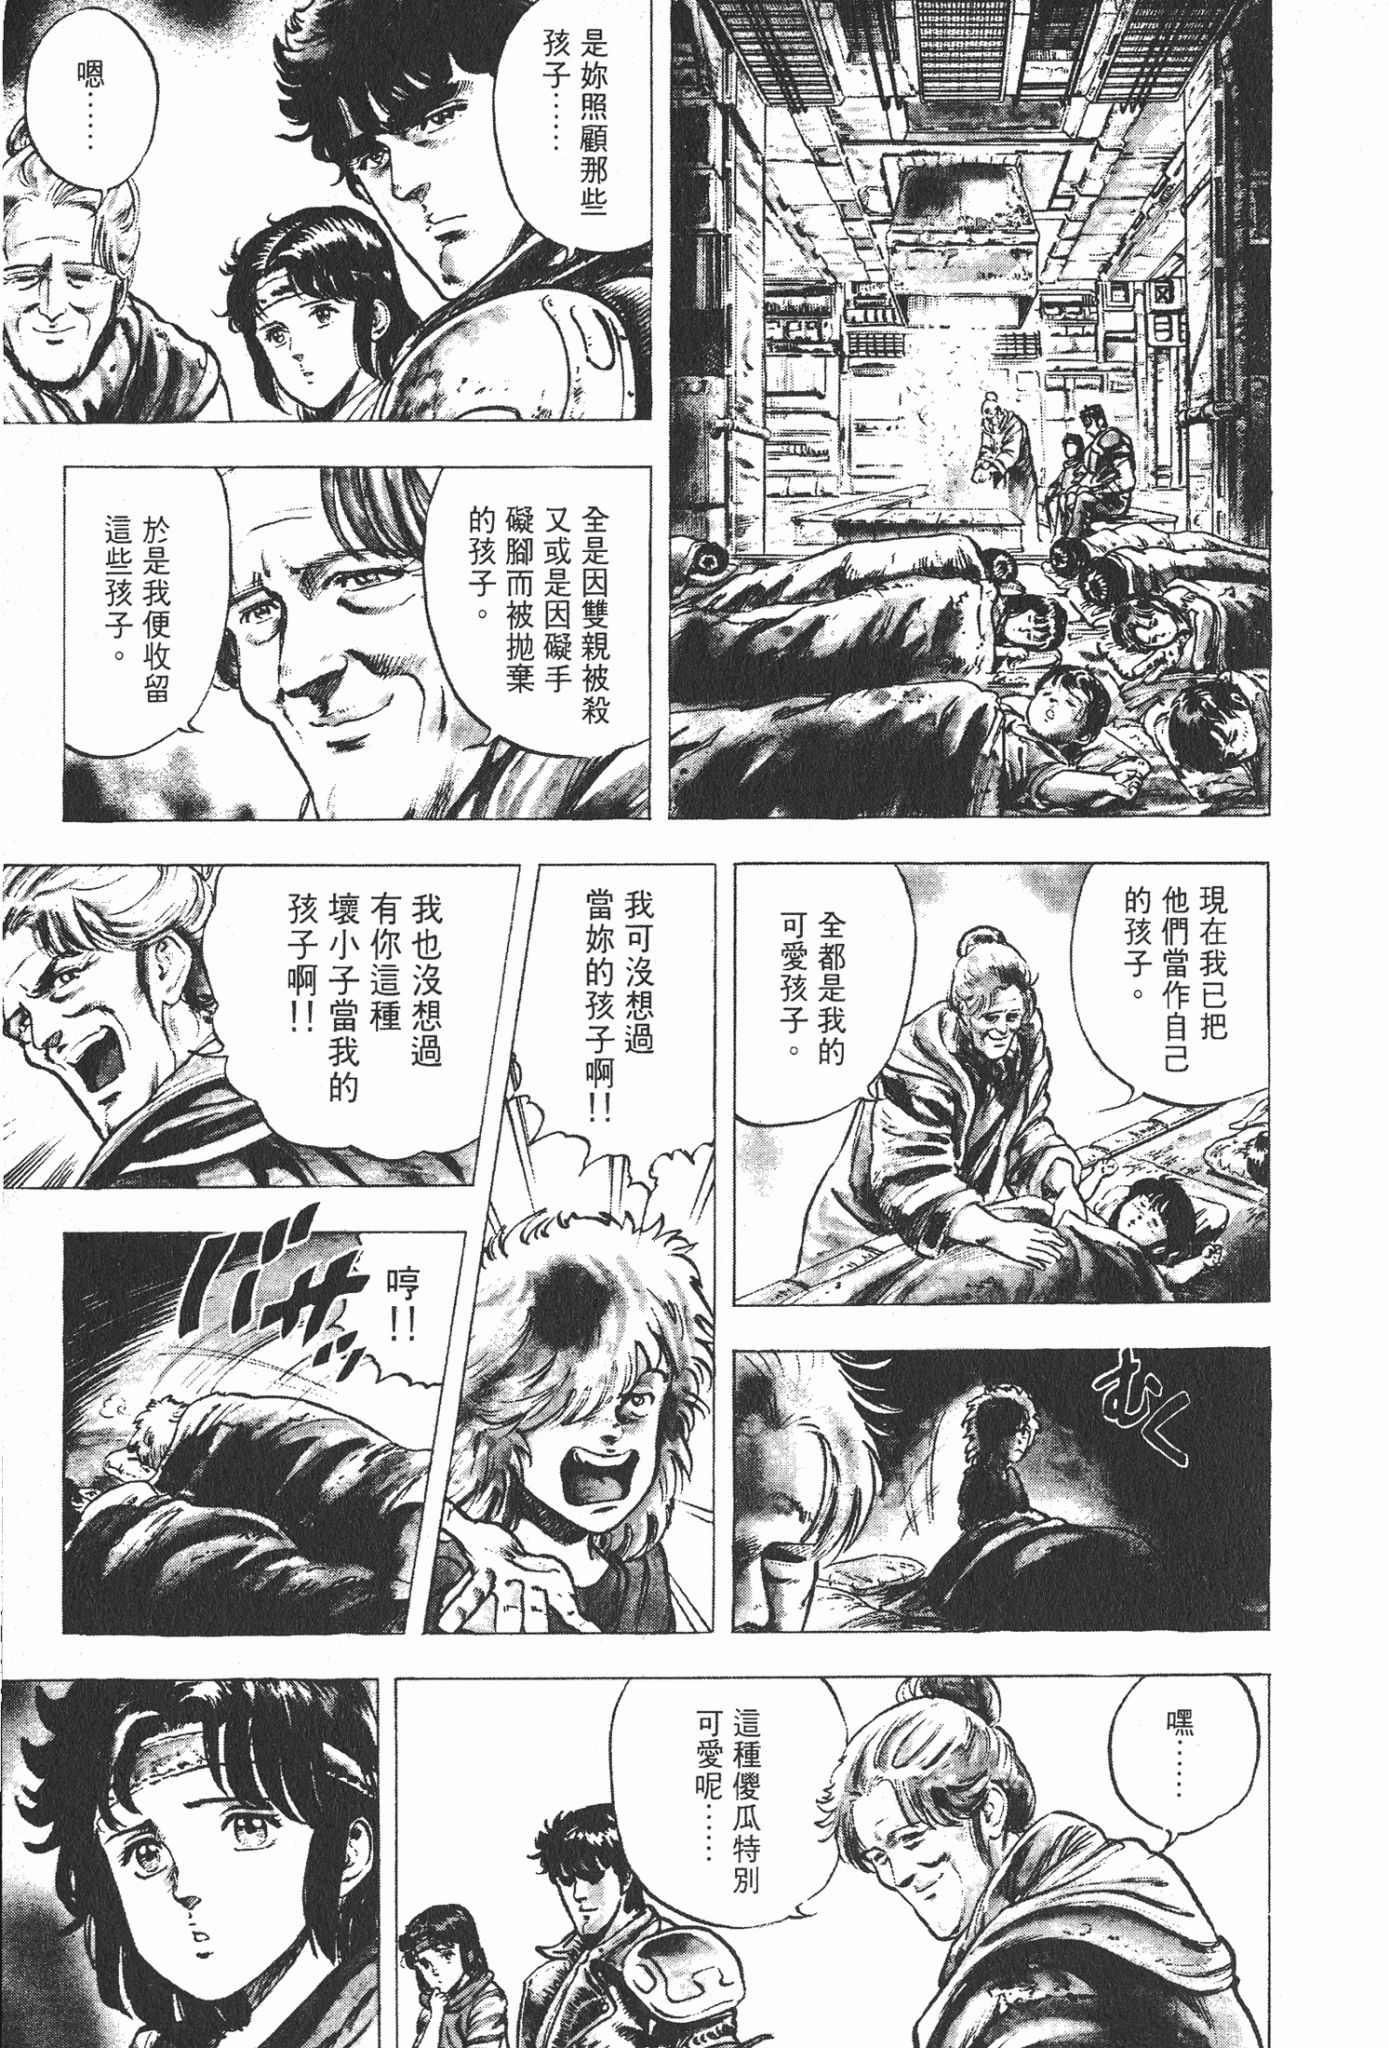 是妳照顧那些
孩子……
嗯……
全是因雙親被殺
又或是因礙手
礙腳而被拋棄
的孩子。
於是我便收留
這些孩子。
現在我已把
他們當作自己
的孩子。
全都是我的
可愛孩子。
むく
我可沒想過
當妳的孩子啊!!
我也沒想過
有你這種
壞小子當我的
孩子啊!!
哼!!
バサ
嘿……
這種傻瓜特別
可愛呢……